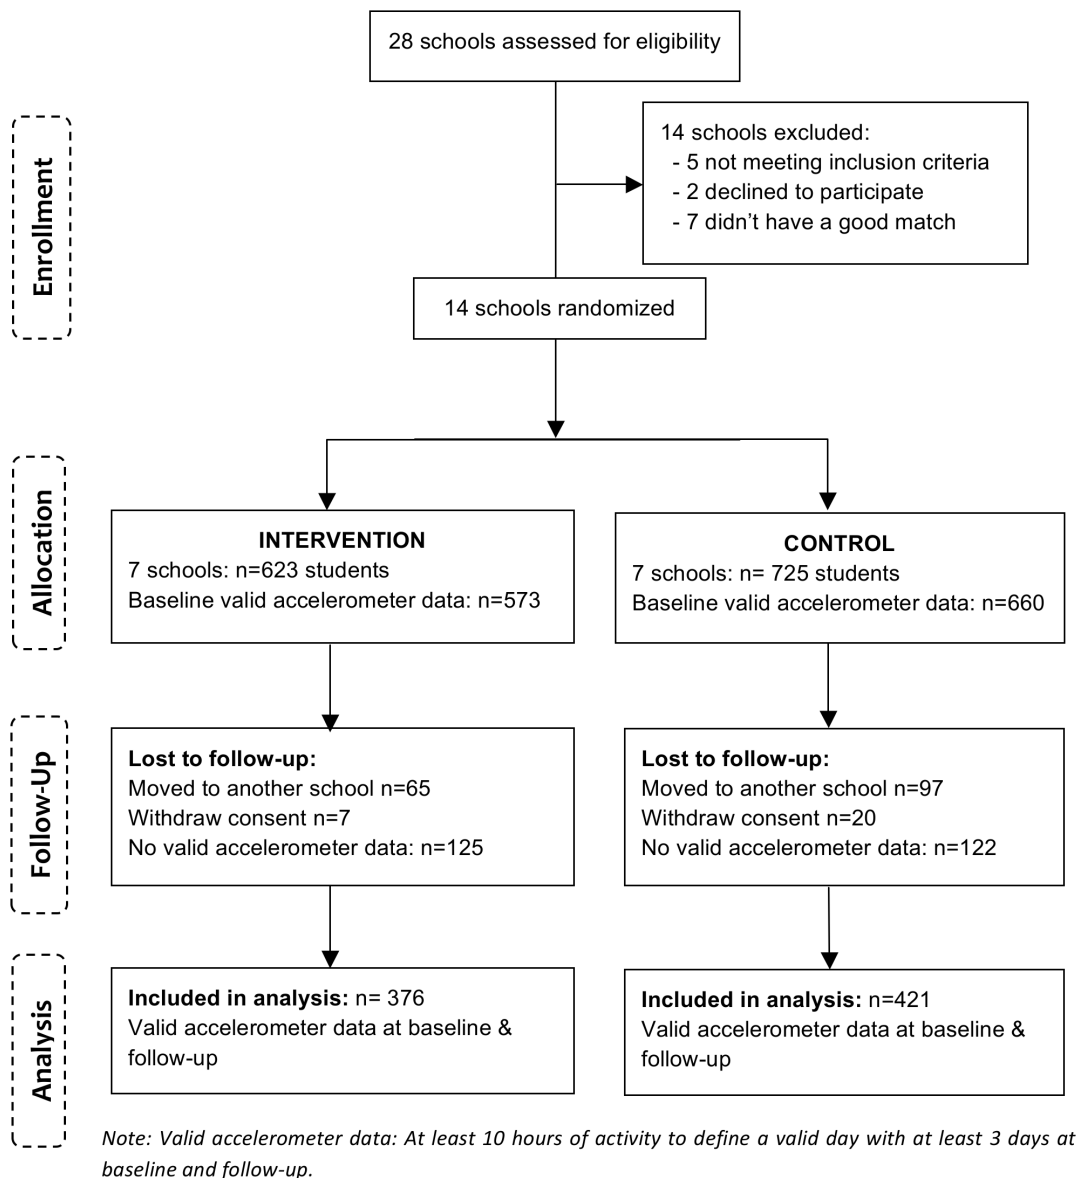 28 schools assessed for eligibility
Enrollment
14 schools excluded:
- 5 not meeting inclusion criteria
- 2 declined to participate
- 7 didn’t have a good match
14 schools randomized
Allocation
INTERVENTION
7 schools: n=623 students
Baseline valid accelerometer data: n=573
CONTROL
7 schools: n= 725 students
Baseline valid accelerometer data: n=660
Follow-Up
Lost to follow-up:
Moved to another school n=65
Withdraw consent n=7
No valid accelerometer data: n=125
Lost to follow-up:
Moved to another school n=97
Withdraw consent n=20
No valid accelerometer data: n=122
Analysis
Included in analysis: n= 376
Valid accelerometer data at baseline &
follow-up
Included in analysis: n=421
Valid accelerometer data at baseline &
follow-up
Note: Valid accelerometer data: At least 10 hours of activity to define a valid day with at least 3 days at
baseline and follow-up.